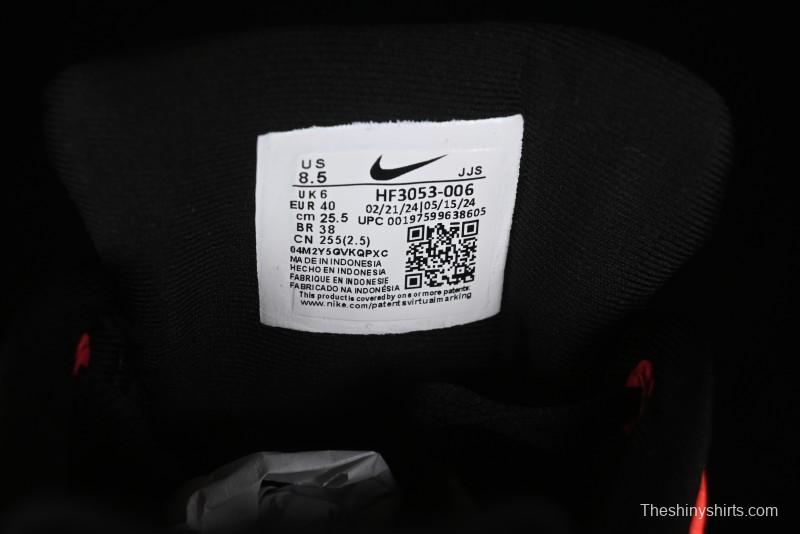 US
8.5
JJS
UK 6
EUR 40
cm 25.5
BR 38
CN 255(2.5)
HF3053-006
02/21/24|05/15/24
UPC 00197599638605
04M2Y5QVKQPXC
MADE IN INDONESIA
HECHO EN INDONESIA
FABRIQUE EN INDONESIE
FABRICADO NA INDONÉSIA
This product is covered by one or more patents.
www.nike.com/patentsvirtualmarking
Theshinyshirts.com